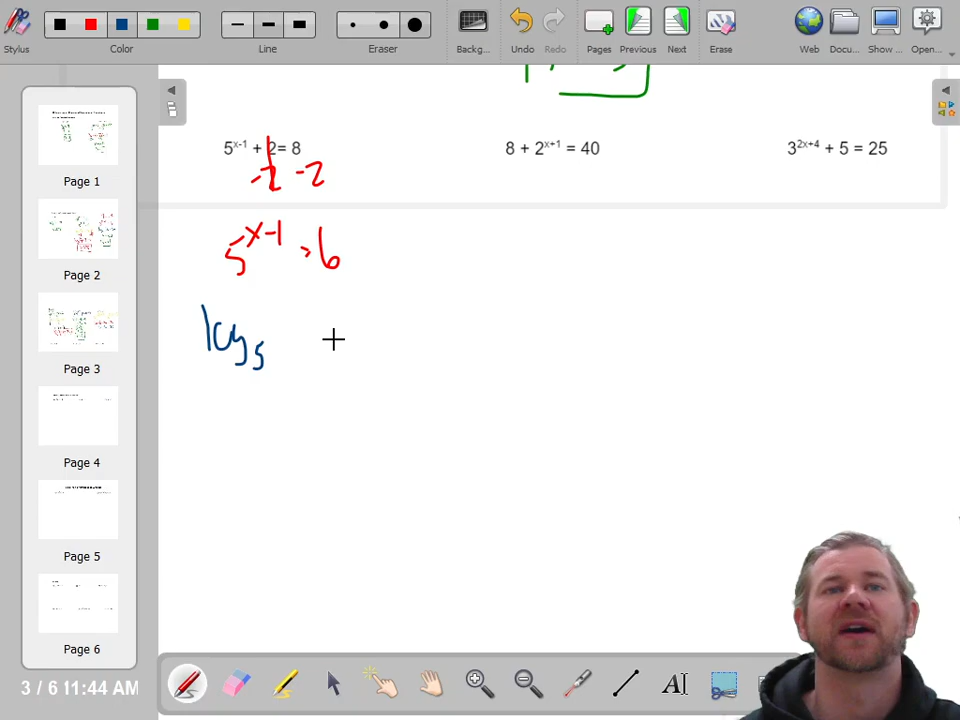 Stylus
Color
Line
Eraser
Backg...
Undo
Redo
Pages
Previous
Next
Erase
Web
Docu...
Show ...
Open...
5^{x-1} + 2 = 8
8 + 2^{x+1} = 40
3^{2x+4} + 5 = 25
-2 -2
5^{x-1} = 6
log_5
Page 1
Page 2
Page 3
Page 4
Page 5
Page 6
3 / 6 11:44 AM